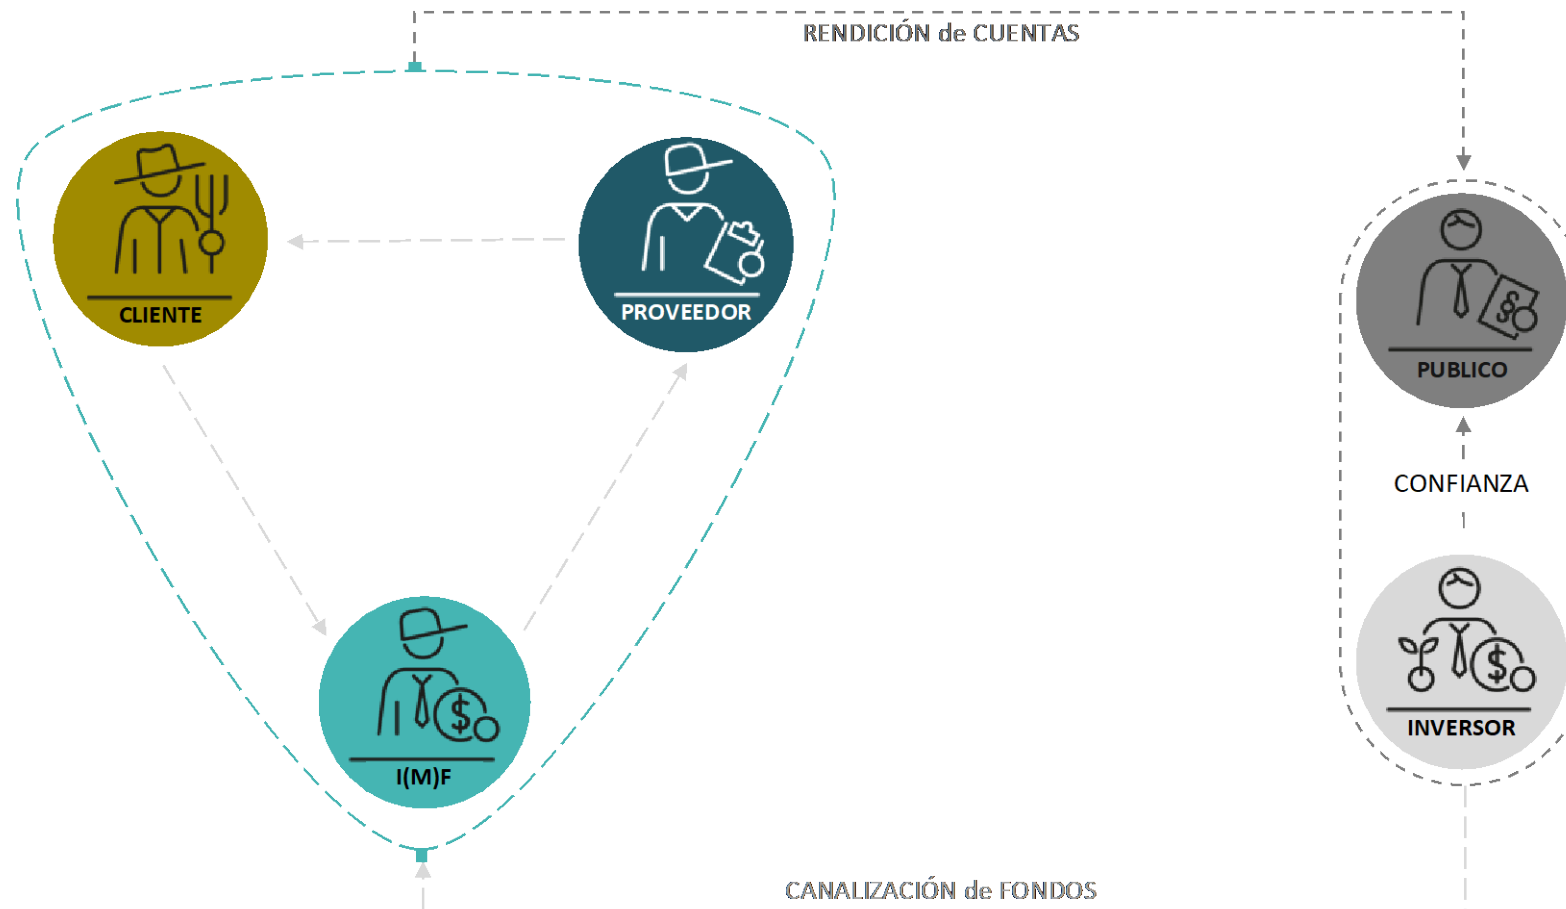 RENDICIÓN de CUENTAS
CLIENTE
PROVEEDOR
§
PUBLICO
CONFIANZA
$
$
INVERSOR
I(M)F
CANALIZACIÓN de FONDOS